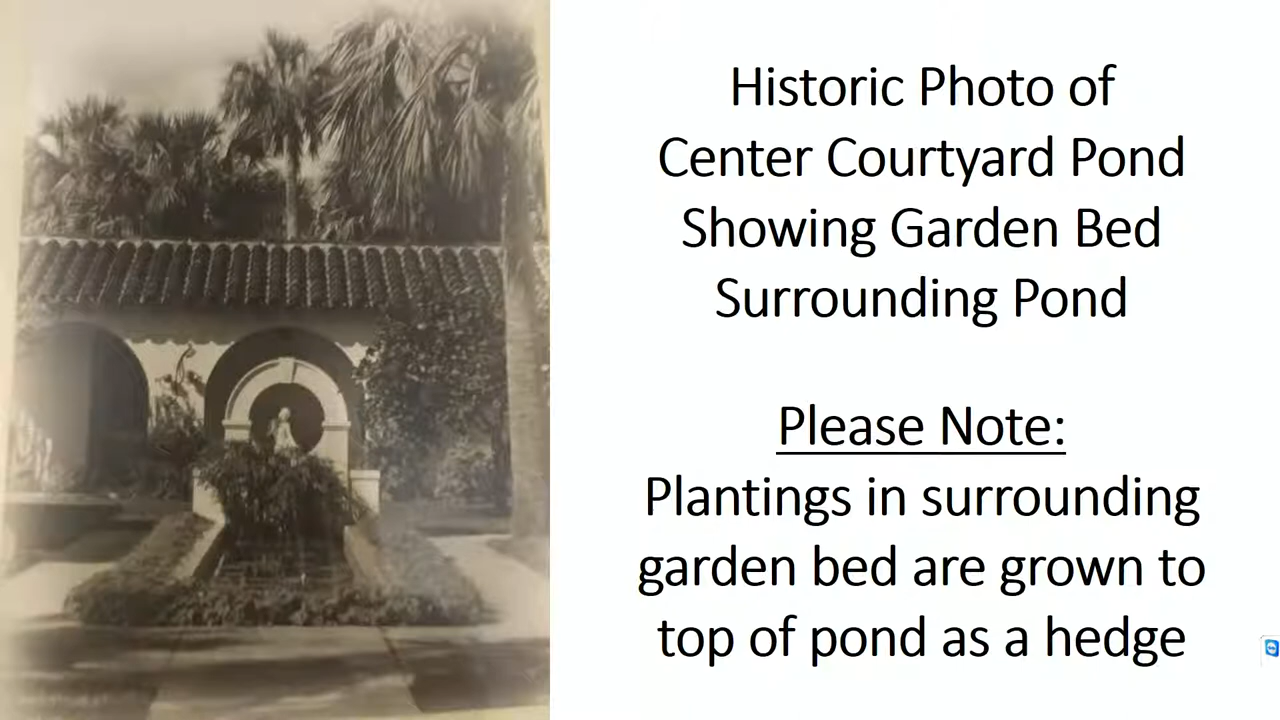 Historic Photo of
Center Courtyard Pond
Showing Garden Bed
Surrounding Pond
Please Note:
Plantings in surrounding
garden bed are grown to
top of pond as a hedge